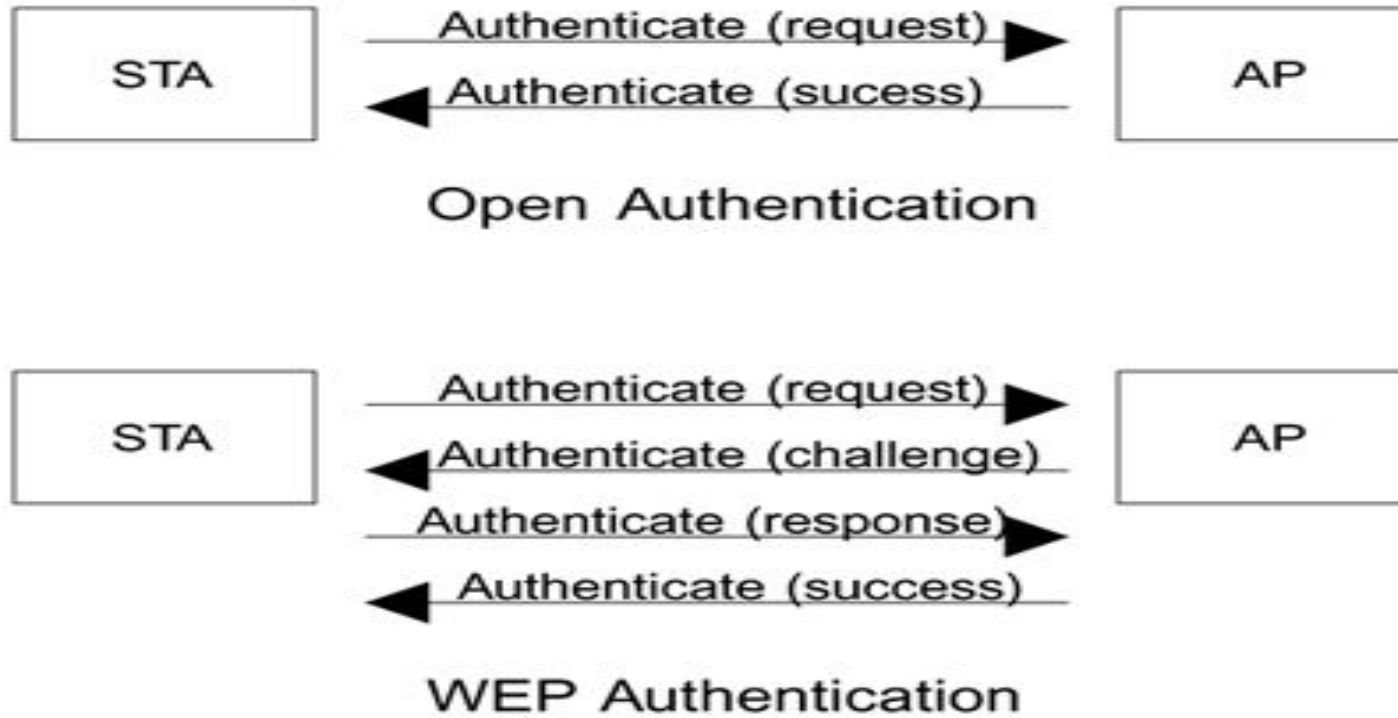 Authenticate (request)
STA
AP
Authenticate (sucess)
Open Authentication
Authenticate (request)
STA
AP
Authenticate (challenge)
Authenticate (response)
Authenticate (success)
WEP Authentication